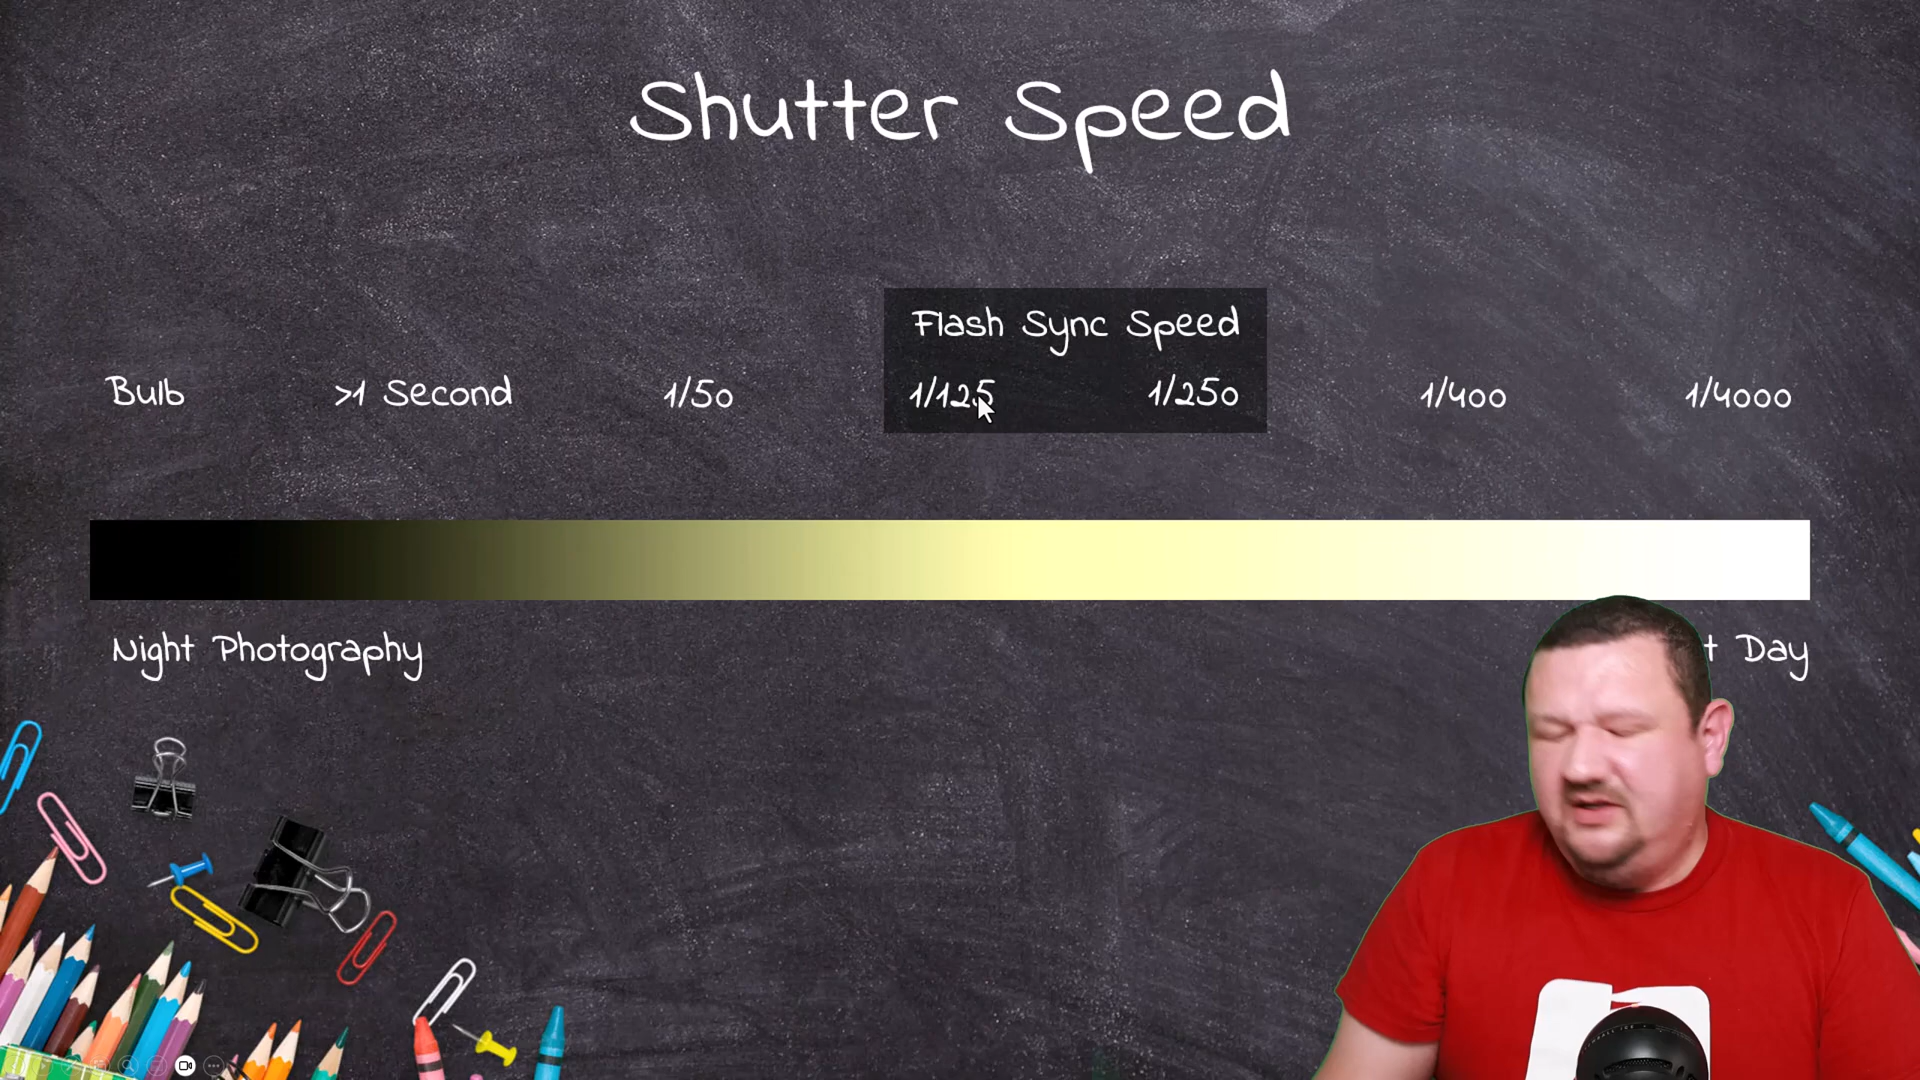 Shutter Speed
Flash Sync Speed
Bulb >1 Second 1/50 1/125 1/250 1/400 1/4000
Night Photography Day